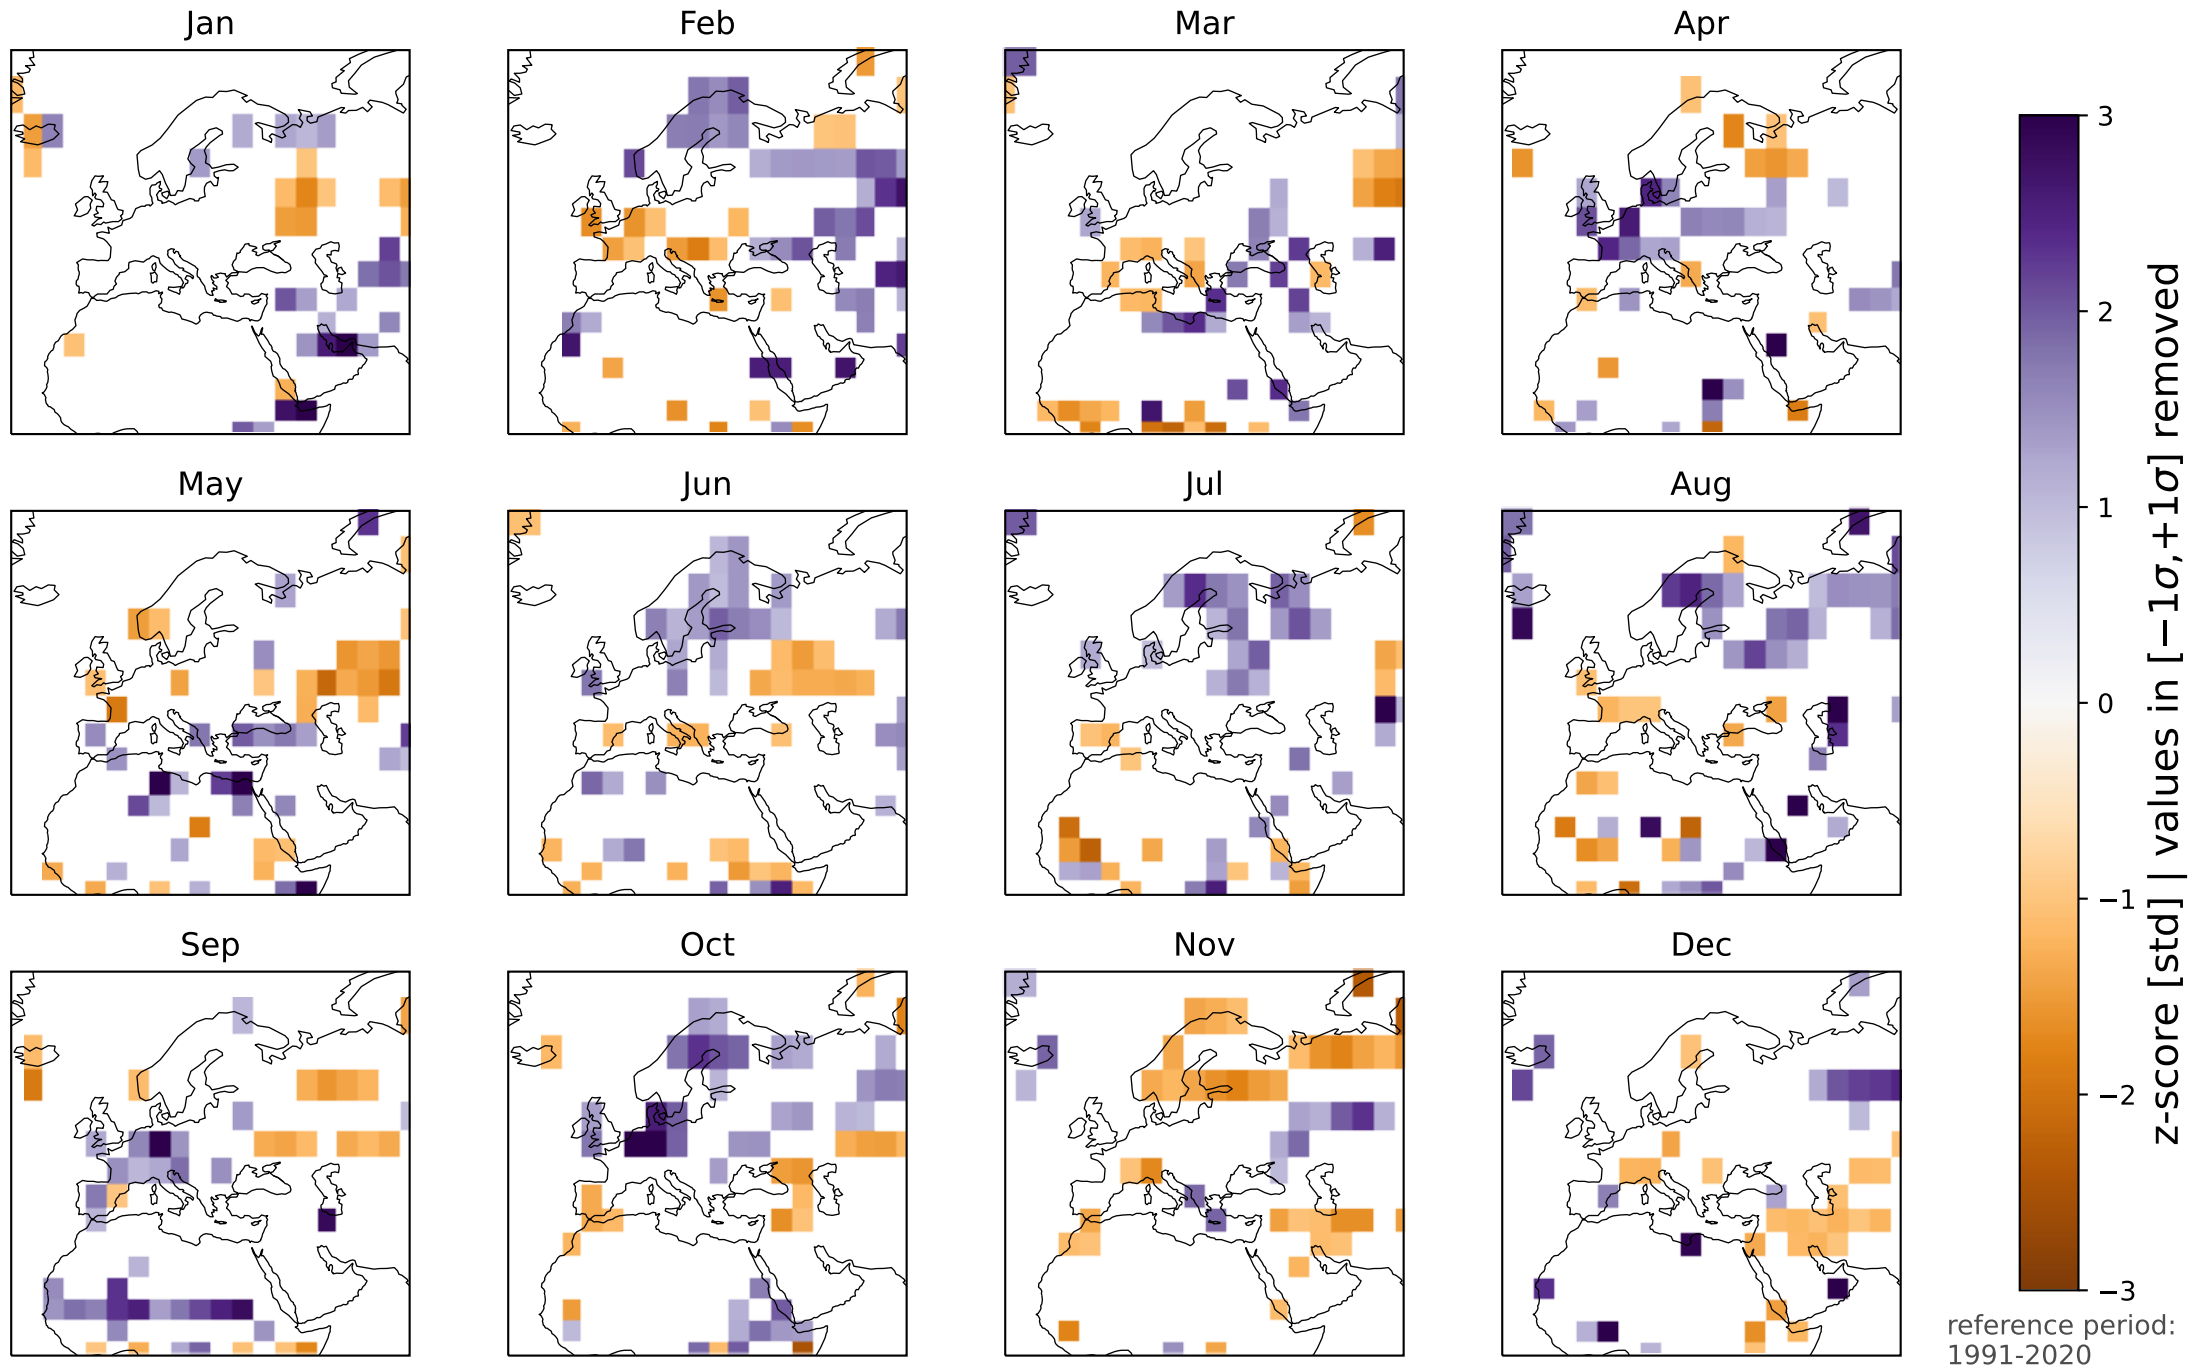 Jan
Feb
Mar
Apr
May
Jun
Jul
Aug
Sep
Oct
Nov
Dec
3
2
1
0
−1
−2
−3
z-score [std] | values in [−1σ,+1σ] removed
reference period:
1991-2020